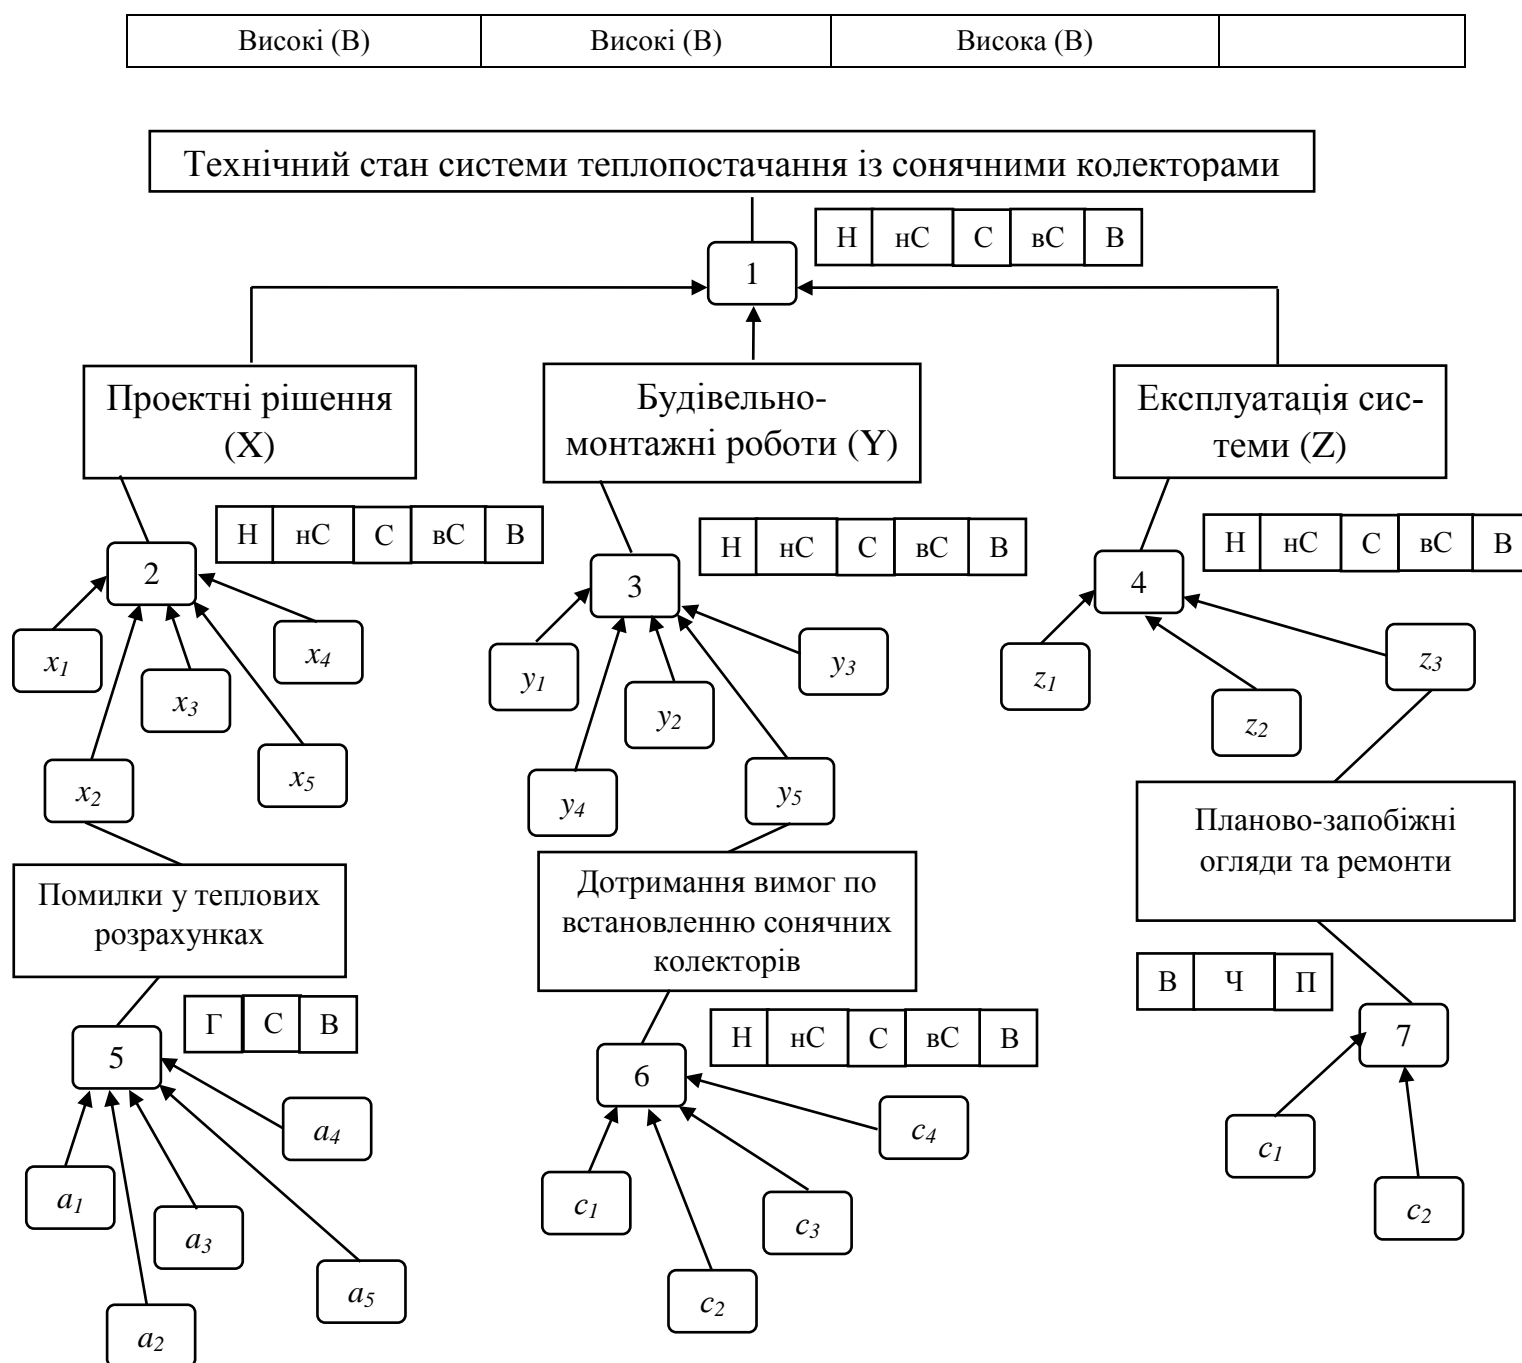 Високі (В) Високі (В) Висока (В)
Технічний стан системи теплопостачання із сонячними колекторами
Н нС С вС В
1
Проектні рішення
(X)
Будівельно-
монтажні роботи (Y)
Експлуатація сис-
теми (Z)
Н нС С вС В
Н нС С вС В
Н нС С вС В
2
3
4
x1
x4
x3
x2
x5
y1
y3
y2
y4
y5
z1
z3
z2
Помилки у теплових
розрахунках
Дотримання вимог по
встановленню сонячних
колекторів
Планово-запобіжні
огляди та ремонти
Г С В
Н нС С вС В
В Ч П
5
6
7
a1
a4
a3
a2
a5
c1
c4
c3
c2
c1
c2